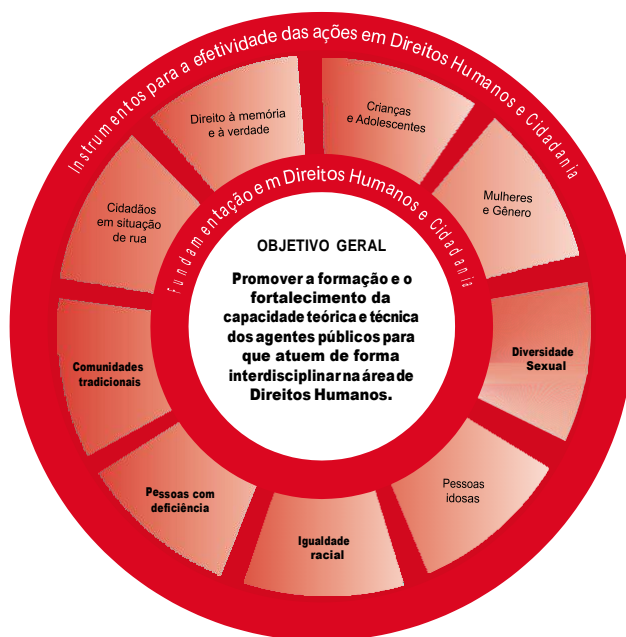 Instrumentos para a efetividade das ações em Direitos Humanos e Cidadania
Direito à memória
e à verdade
Crianças
e Adolescentes
Cidadãos
em situação
de rua
Mulheres
e Gênero
Fundamentação em Direitos Humanos e Cidadania
OBJETIVO GERAL
Promover a formação e o
fortalecimento da
capacidade teórica e técnica
dos agentes públicos para
que atuem de forma
interdisciplinar na área de
Direitos Humanos.
Comunidades
tradicionais
Diversidade
Sexual
Pessoas com
deficiência
Pessoas
idosas
Igualdade
racial